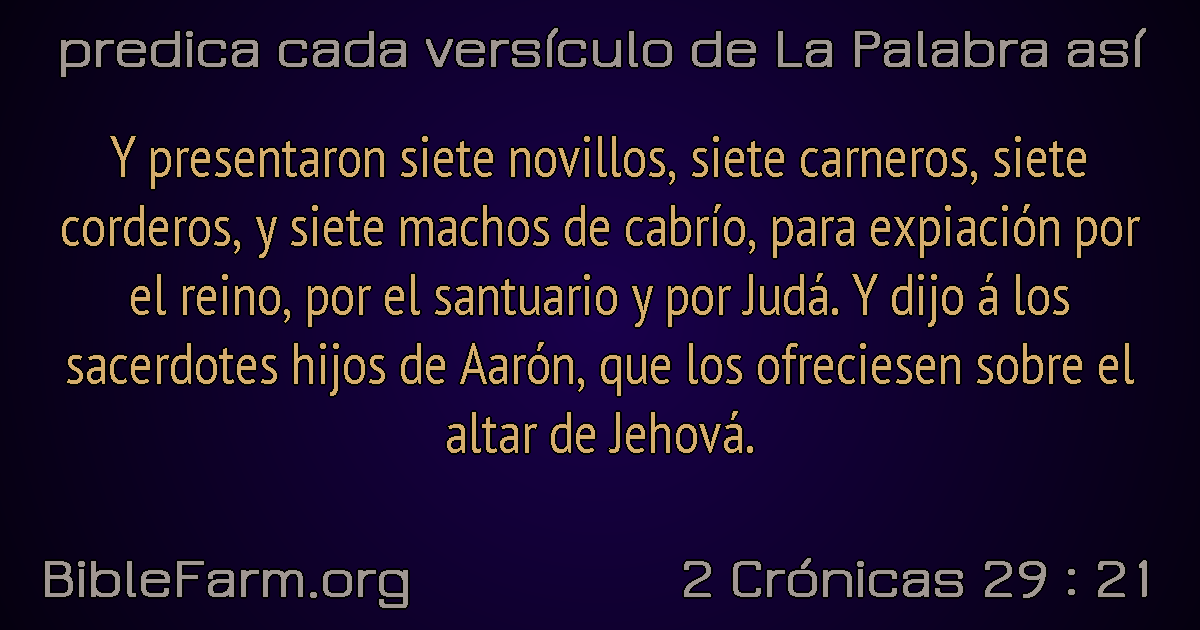 predica cada versículo de La Palabra así
Y presentaron siete novillos, siete carneros, siete
corderos, y siete machos de cabrío, para expiación por
el reino, por el santuario y por Judá. Y dijo á los
sacerdotes hijos de Aarón, que los ofreciesen sobre el
altar de Jehová.
BibleFarm.org
2 Crónicas 29 : 21